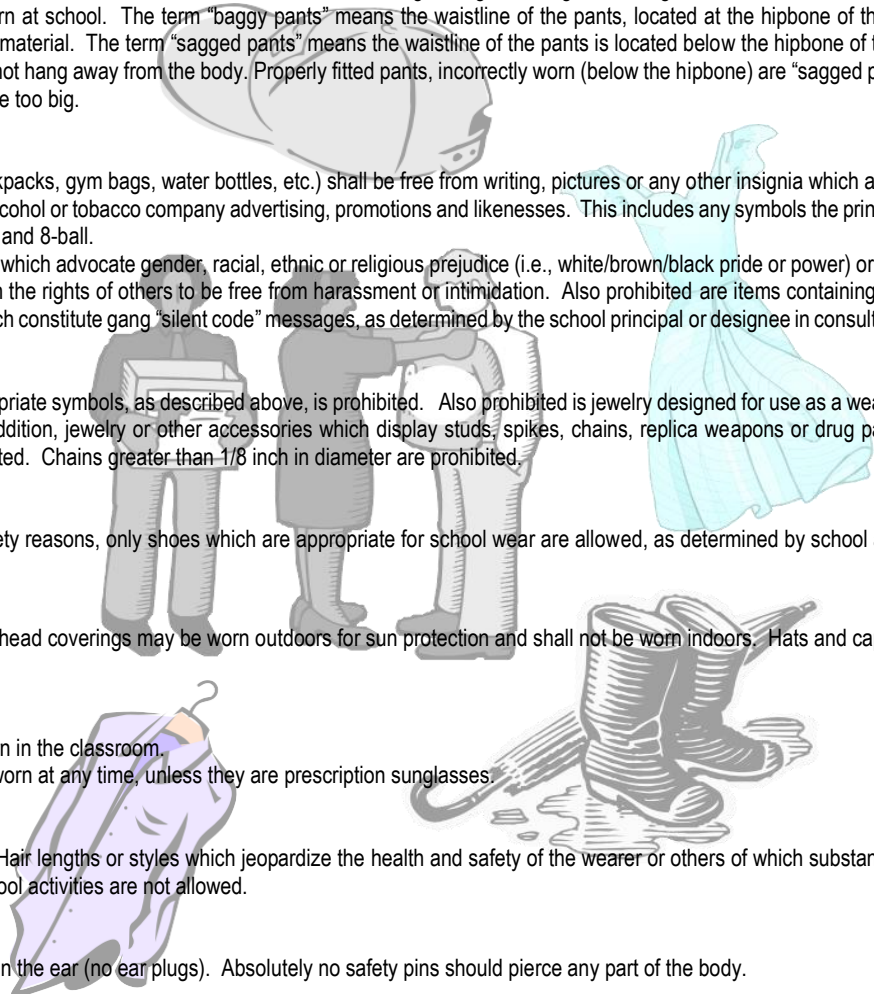 rn at school. The term “baggy pants” means the waistline of the pants, located at the hipbone of th
material. The term “sagged pants” means the waistline of the pants is located below the hipbone of t
not hang away from the body. Properly fitted pants, incorrectly worn (below the hipbone) are “sagged p
e too big.
kpacks, gym bags, water bottles, etc.) shall be free from writing, pictures or any other insignia which a
cohol or tobacco company advertising, promotions and likenesses. This includes any symbols the prin
and 8-ball.
which advocate gender, racial, ethnic or religious prejudice (i.e., white/brown/black pride or power) or
n the rights of others to be free from harassment or intimidation. Also prohibited are items containing
ch constitute gang “silent code” messages, as determined by the school principal or designee in consult
priate symbols, as described above, is prohibited. Also prohibited is jewelry designed for use as a wea
ddition, jewelry or other accessories which display studs, spikes, chains, replica weapons or drug pa
ted. Chains greater than 1/8 inch in diameter are prohibited.
ety reasons, only shoes which are appropriate for school wear are allowed, as determined by school
head coverings may be worn outdoors for sun protection and shall not be worn indoors. Hats and ca
n in the classroom.
worn at any time, unless they are prescription sunglasses.
Hair lengths or styles which jeopardize the health and safety of the wearer or others of which substan
ool activities are not allowed.
n the ear (no ear plugs). Absolutely no safety pins should pierce any part of the body.